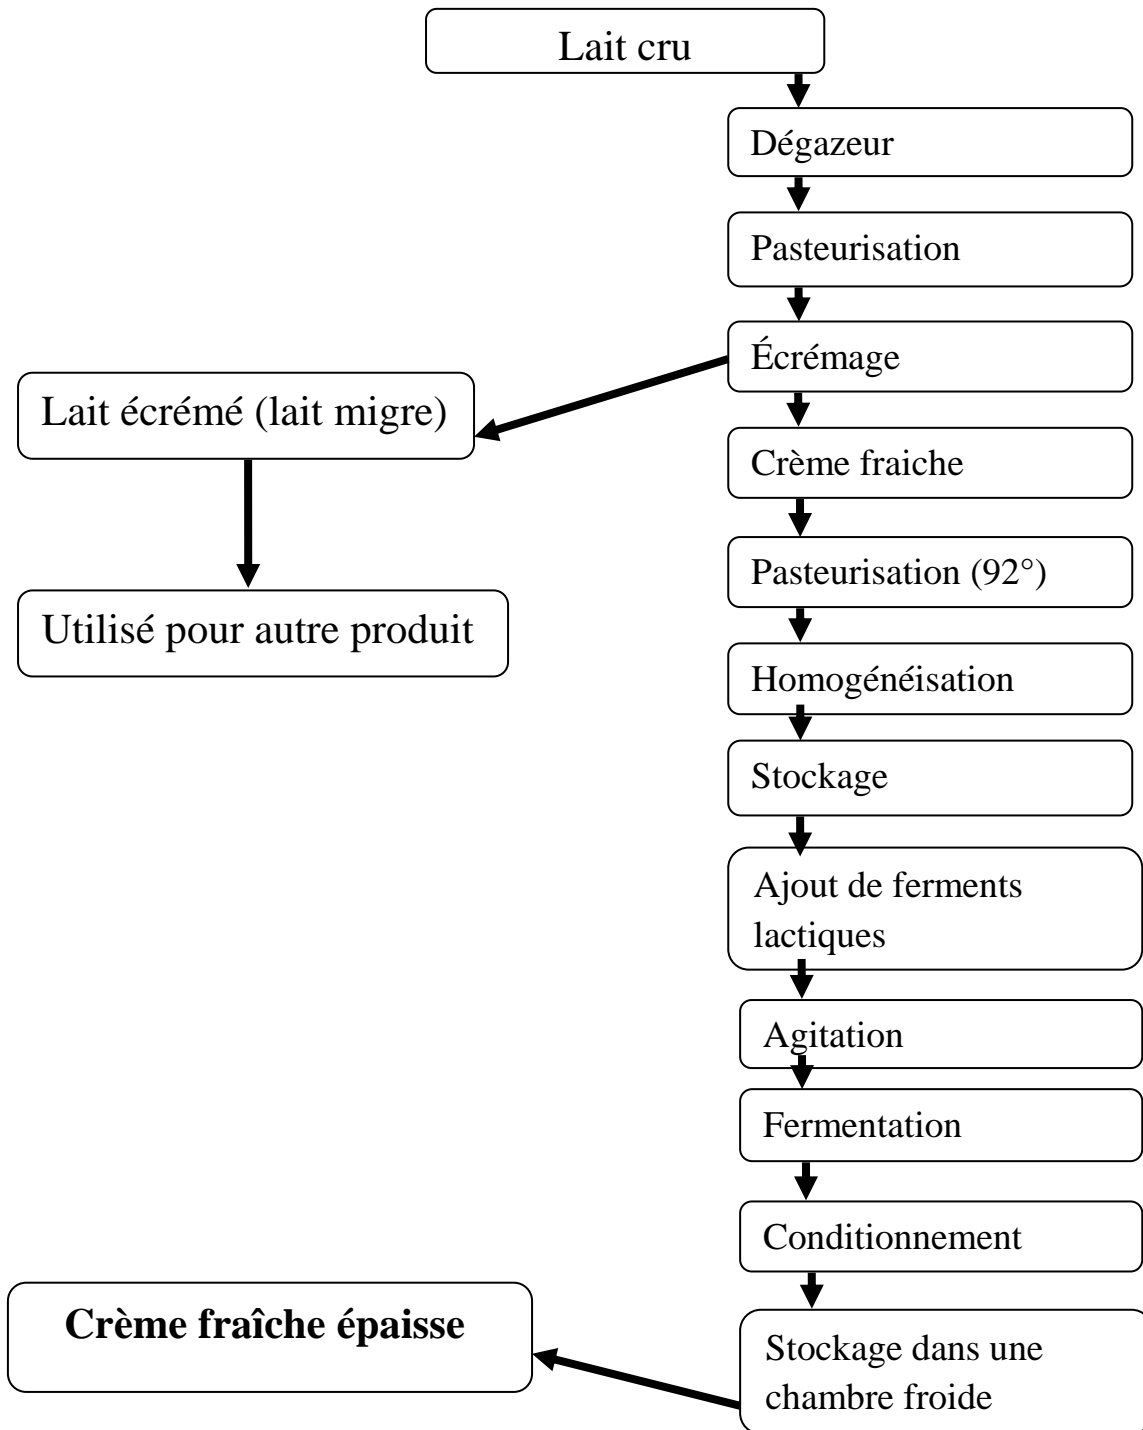 Lait cru
Dégazeur
Pasteurisation
Écrémage
Lait écrémé (lait migre)
Crème fraiche
Pasteurisation (92°)
Utilisé pour autre produit
Homogénéisation
Stockage
Ajout de ferments
lactiques
Agitation
Fermentation
Conditionnement
Crème fraîche épaisse
Stockage dans une
chambre froide